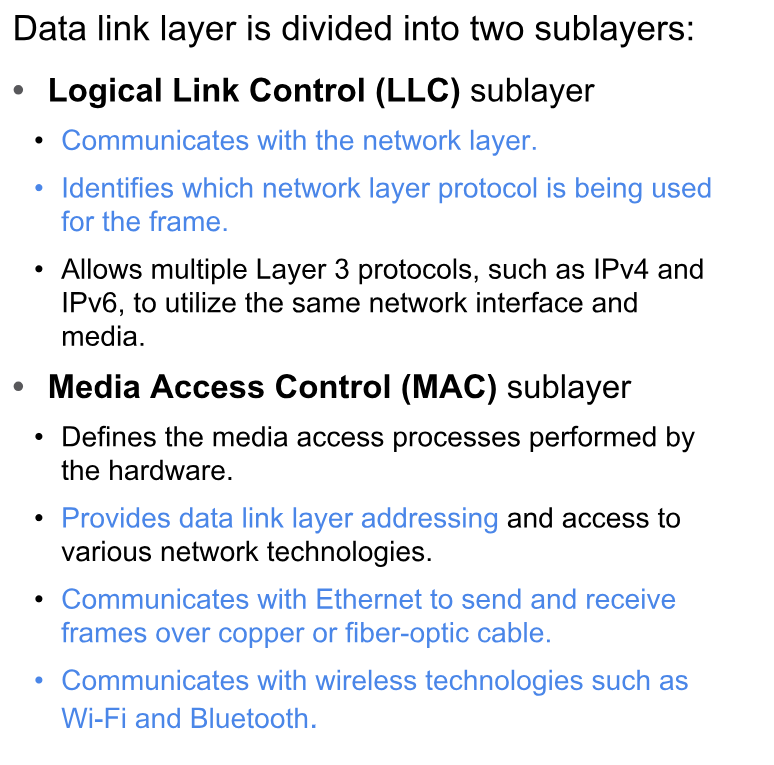 Data link layer is divided into two sublayers:
• Logical Link Control (LLC) sublayer
• Communicates with the network layer.
• Identifies which network layer protocol is being used
for the frame.
• Allows multiple Layer 3 protocols, such as IPv4 and
IPv6, to utilize the same network interface and
media.
• Media Access Control (MAC) sublayer
• Defines the media access processes performed by
the hardware.
• Provides data link layer addressing and access to
various network technologies.
• Communicates with Ethernet to send and receive
frames over copper or fiber-optic cable.
• Communicates with wireless technologies such as
Wi-Fi and Bluetooth.